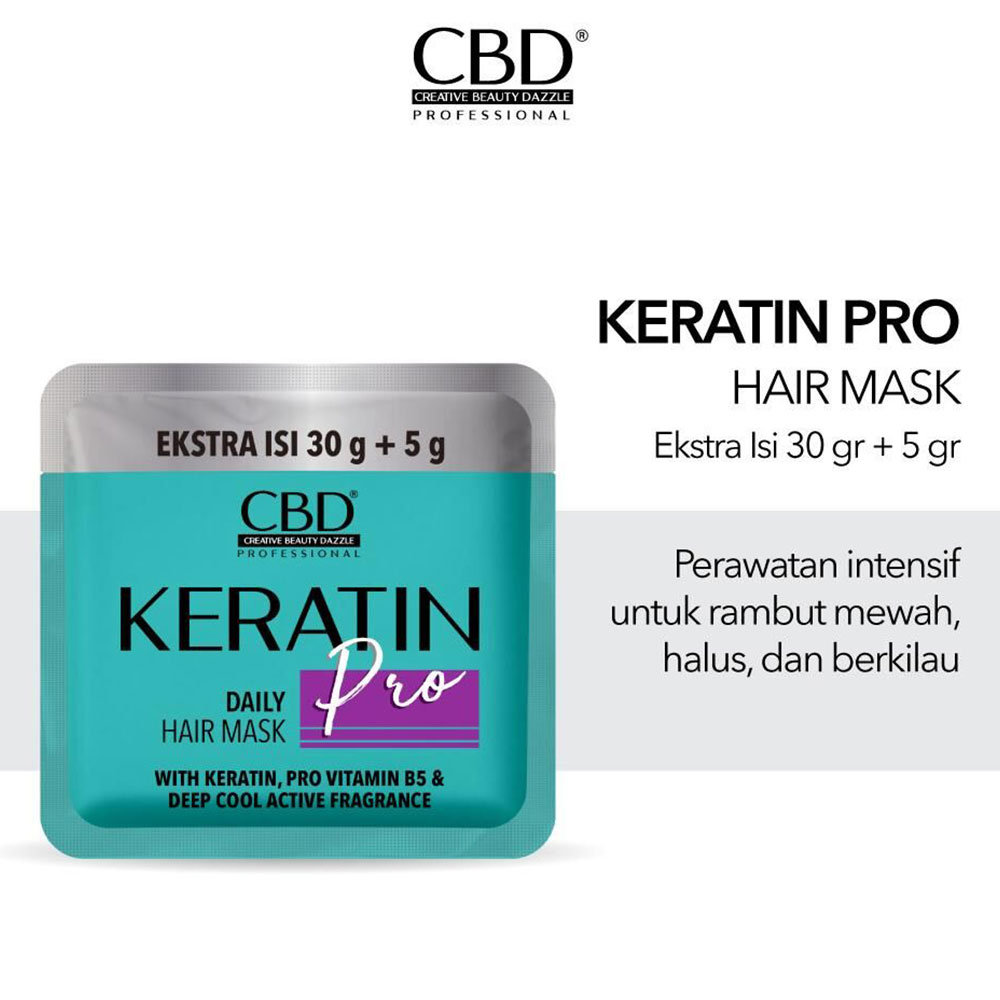 CBD®
CREATIVE BEAUTY DAZZLE
PROFESSIONAL
KERATIN PRO
HAIR MASK
Ekstra Isi 30 gr + 5 gr
Perawatan intensif
untuk rambut mewah,
halus, dan berkilau
EKSTRA ISI 30 g + 5 g
CBD®
CREATIVE BEAUTY DAZZLE
PROFESSIONAL
KERATIN
Pro
DAILY
HAIR MASK
WITH KERATIN, PRO VITAMIN B5 &
DEEP COOL ACTIVE FRAGRANCE